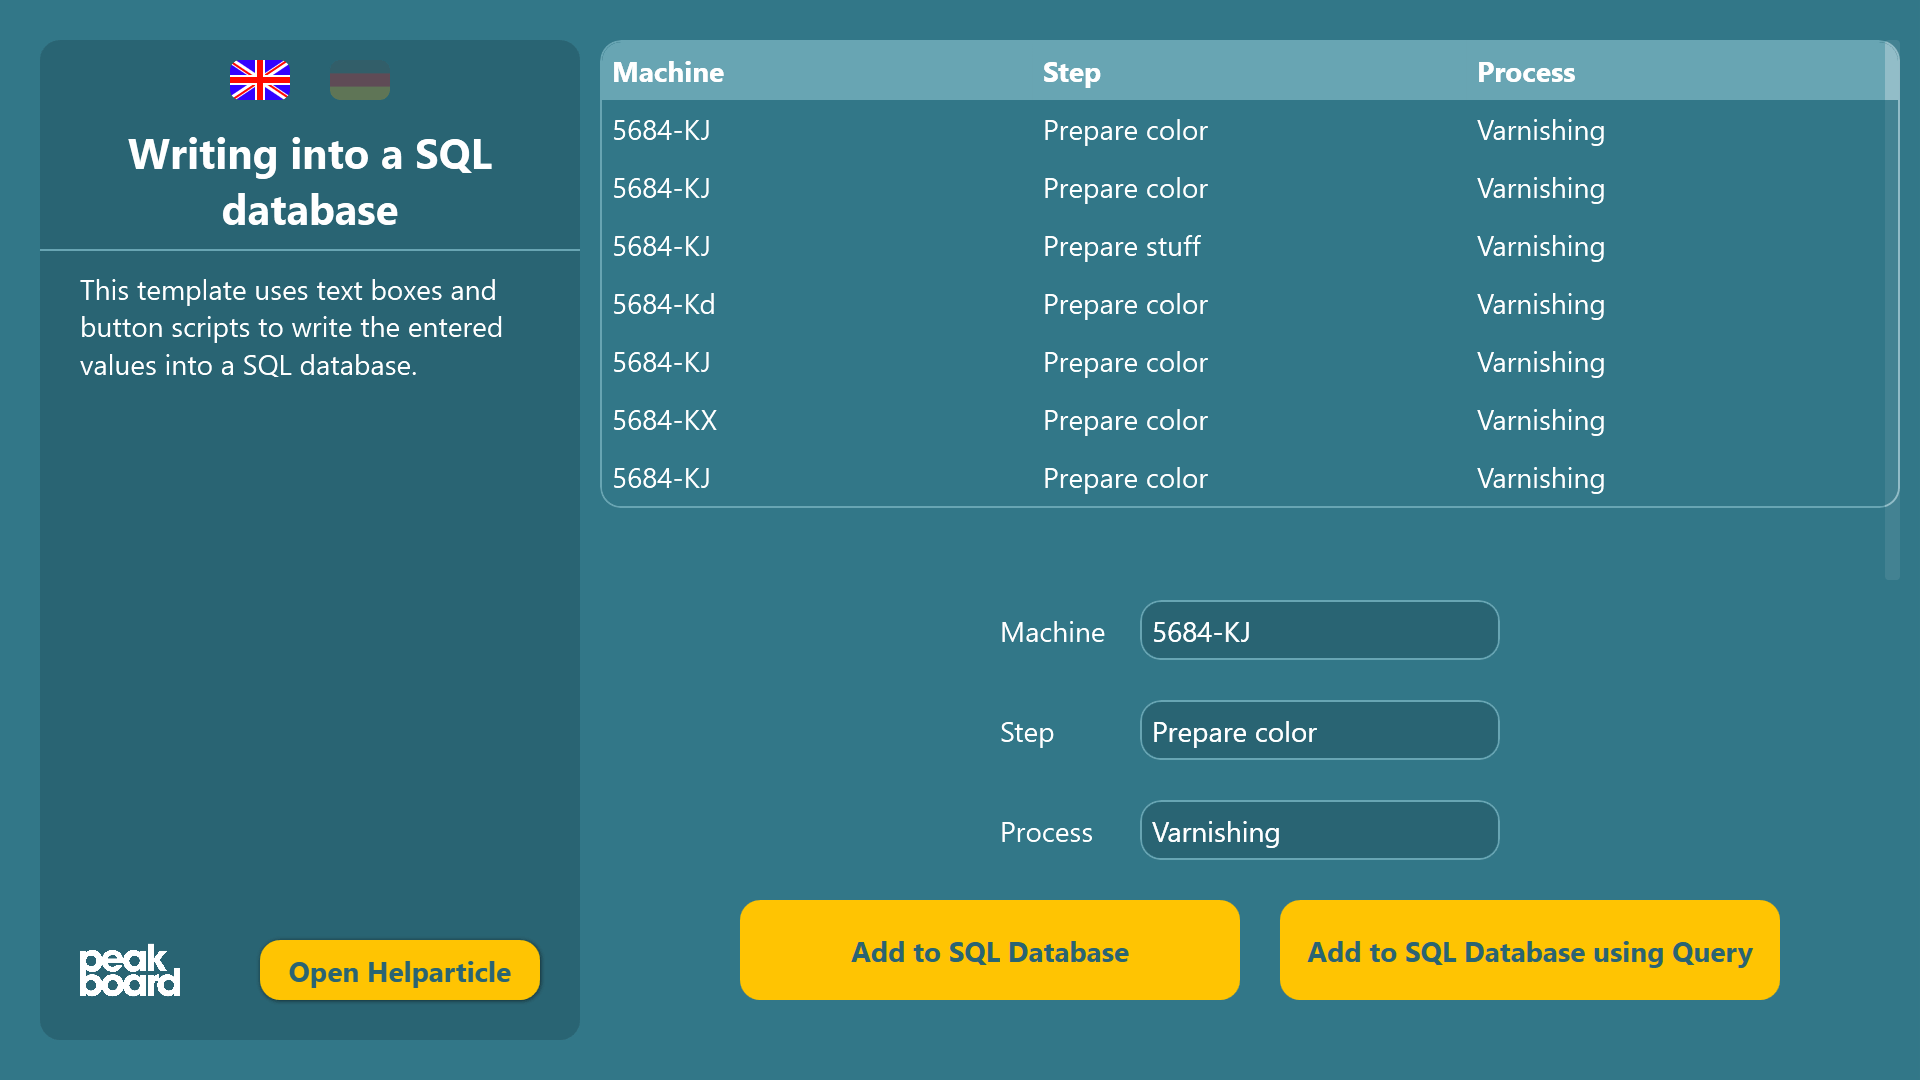 Writing into a SQL
database
This template uses text boxes and
button scripts to write the entered
values into a SQL database.
peak
board
Open Helparticle
Machine Step Process
5684-KJ Prepare color Varnishing
5684-KJ Prepare color Varnishing
5684-KJ Prepare stuff Varnishing
5684-Kd Prepare color Varnishing
5684-KJ Prepare color Varnishing
5684-KX Prepare color Varnishing
5684-KJ Prepare color Varnishing
Machine 5684-KJ
Step Prepare color
Process Varnishing
Add to SQL Database
Add to SQL Database using Query